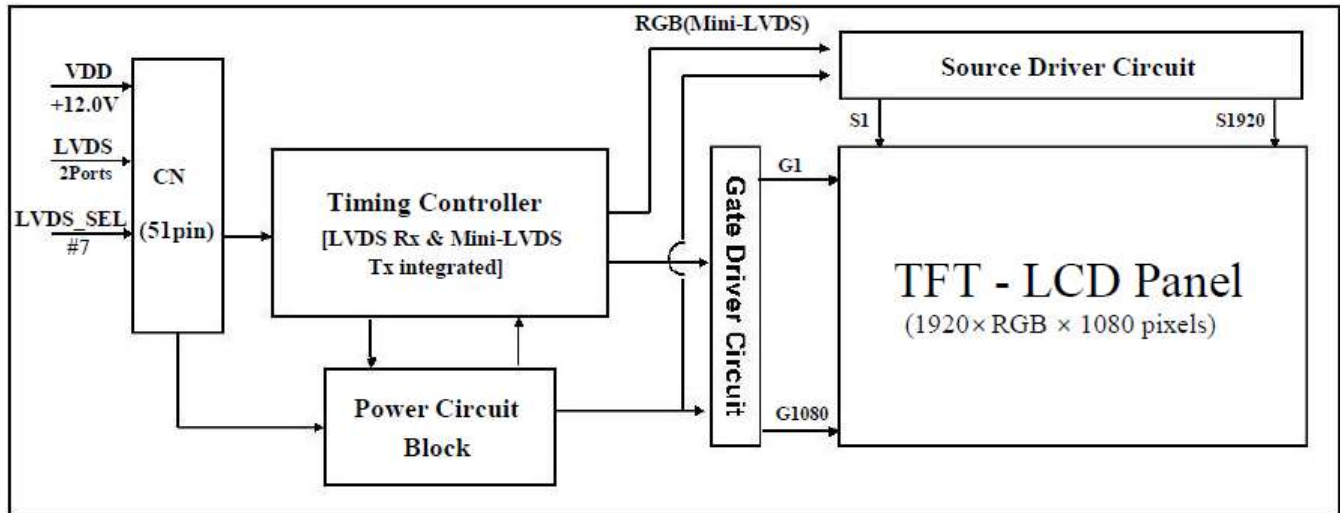 RGB(Mini-LVDS)
VDD
+12.0V
LVDS
2Ports
LVDS_SEL
#7
CN
(51pin)
Timing Controller
[LVDS Rx & Mini-LVDS
Tx integrated]
Power Circuit
Block
Gate Driver Circuit
Source Driver Circuit
S1
S1920
G1
G1080
TFT - LCD Panel
(1920× RGB × 1080 pixels)